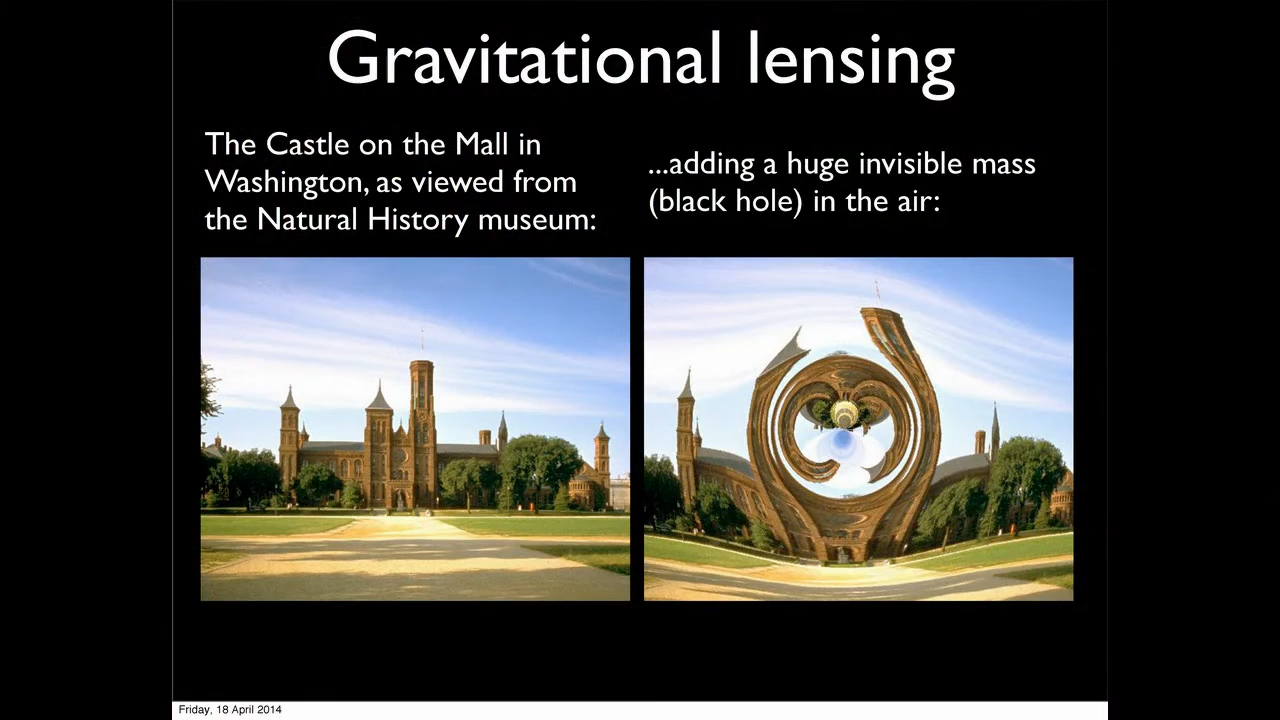 Gravitational lensing
The Castle on the Mall in
Washington, as viewed from
the Natural History museum:
...adding a huge invisible mass
(black hole) in the air:
Friday, 18 April 2014